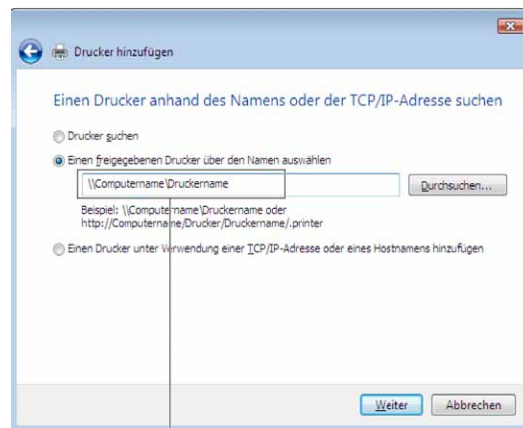 Drucker hinzufügen
Einen Drucker anhand des Namens oder der TCP/IP-Adresse suchen
Drucker suchen
Einen freigegebenen Drucker über den Namen auswählen
\\Computername\Druckername
Durchsuchen...
Beispiel: \\Computername\Druckername oder
http://Computername/Drucker/Druckername/.printer
Einen Drucker unter Verwendung einer TCP/IP-Adresse oder eines Hostnamens hinzufügen
Weiter
Abbrechen